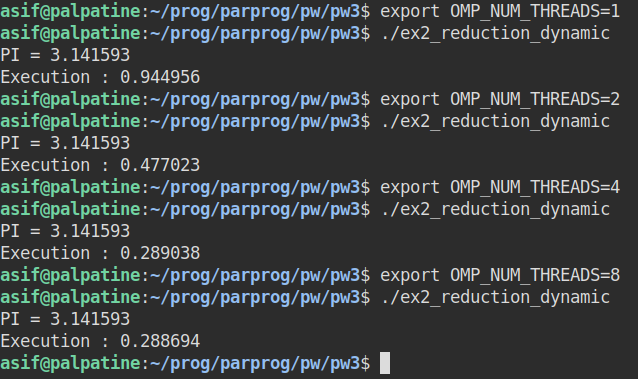 asif@palpatine:~/prog/parprog/pw/pw3$ export OMP_NUM_THREADS=1
asif@palpatine:~/prog/parprog/pw/pw3$ ./ex2_reduction_dynamic
PI = 3.141593
Execution : 0.944956
asif@palpatine:~/prog/parprog/pw/pw3$ export OMP_NUM_THREADS=2
asif@palpatine:~/prog/parprog/pw/pw3$ ./ex2_reduction_dynamic
PI = 3.141593
Execution : 0.477023
asif@palpatine:~/prog/parprog/pw/pw3$ export OMP_NUM_THREADS=4
asif@palpatine:~/prog/parprog/pw/pw3$ ./ex2_reduction_dynamic
PI = 3.141593
Execution : 0.289038
asif@palpatine:~/prog/parprog/pw/pw3$ export OMP_NUM_THREADS=8
asif@palpatine:~/prog/parprog/pw/pw3$ ./ex2_reduction_dynamic
PI = 3.141593
Execution : 0.288694
asif@palpatine:~/prog/parprog/pw/pw3$